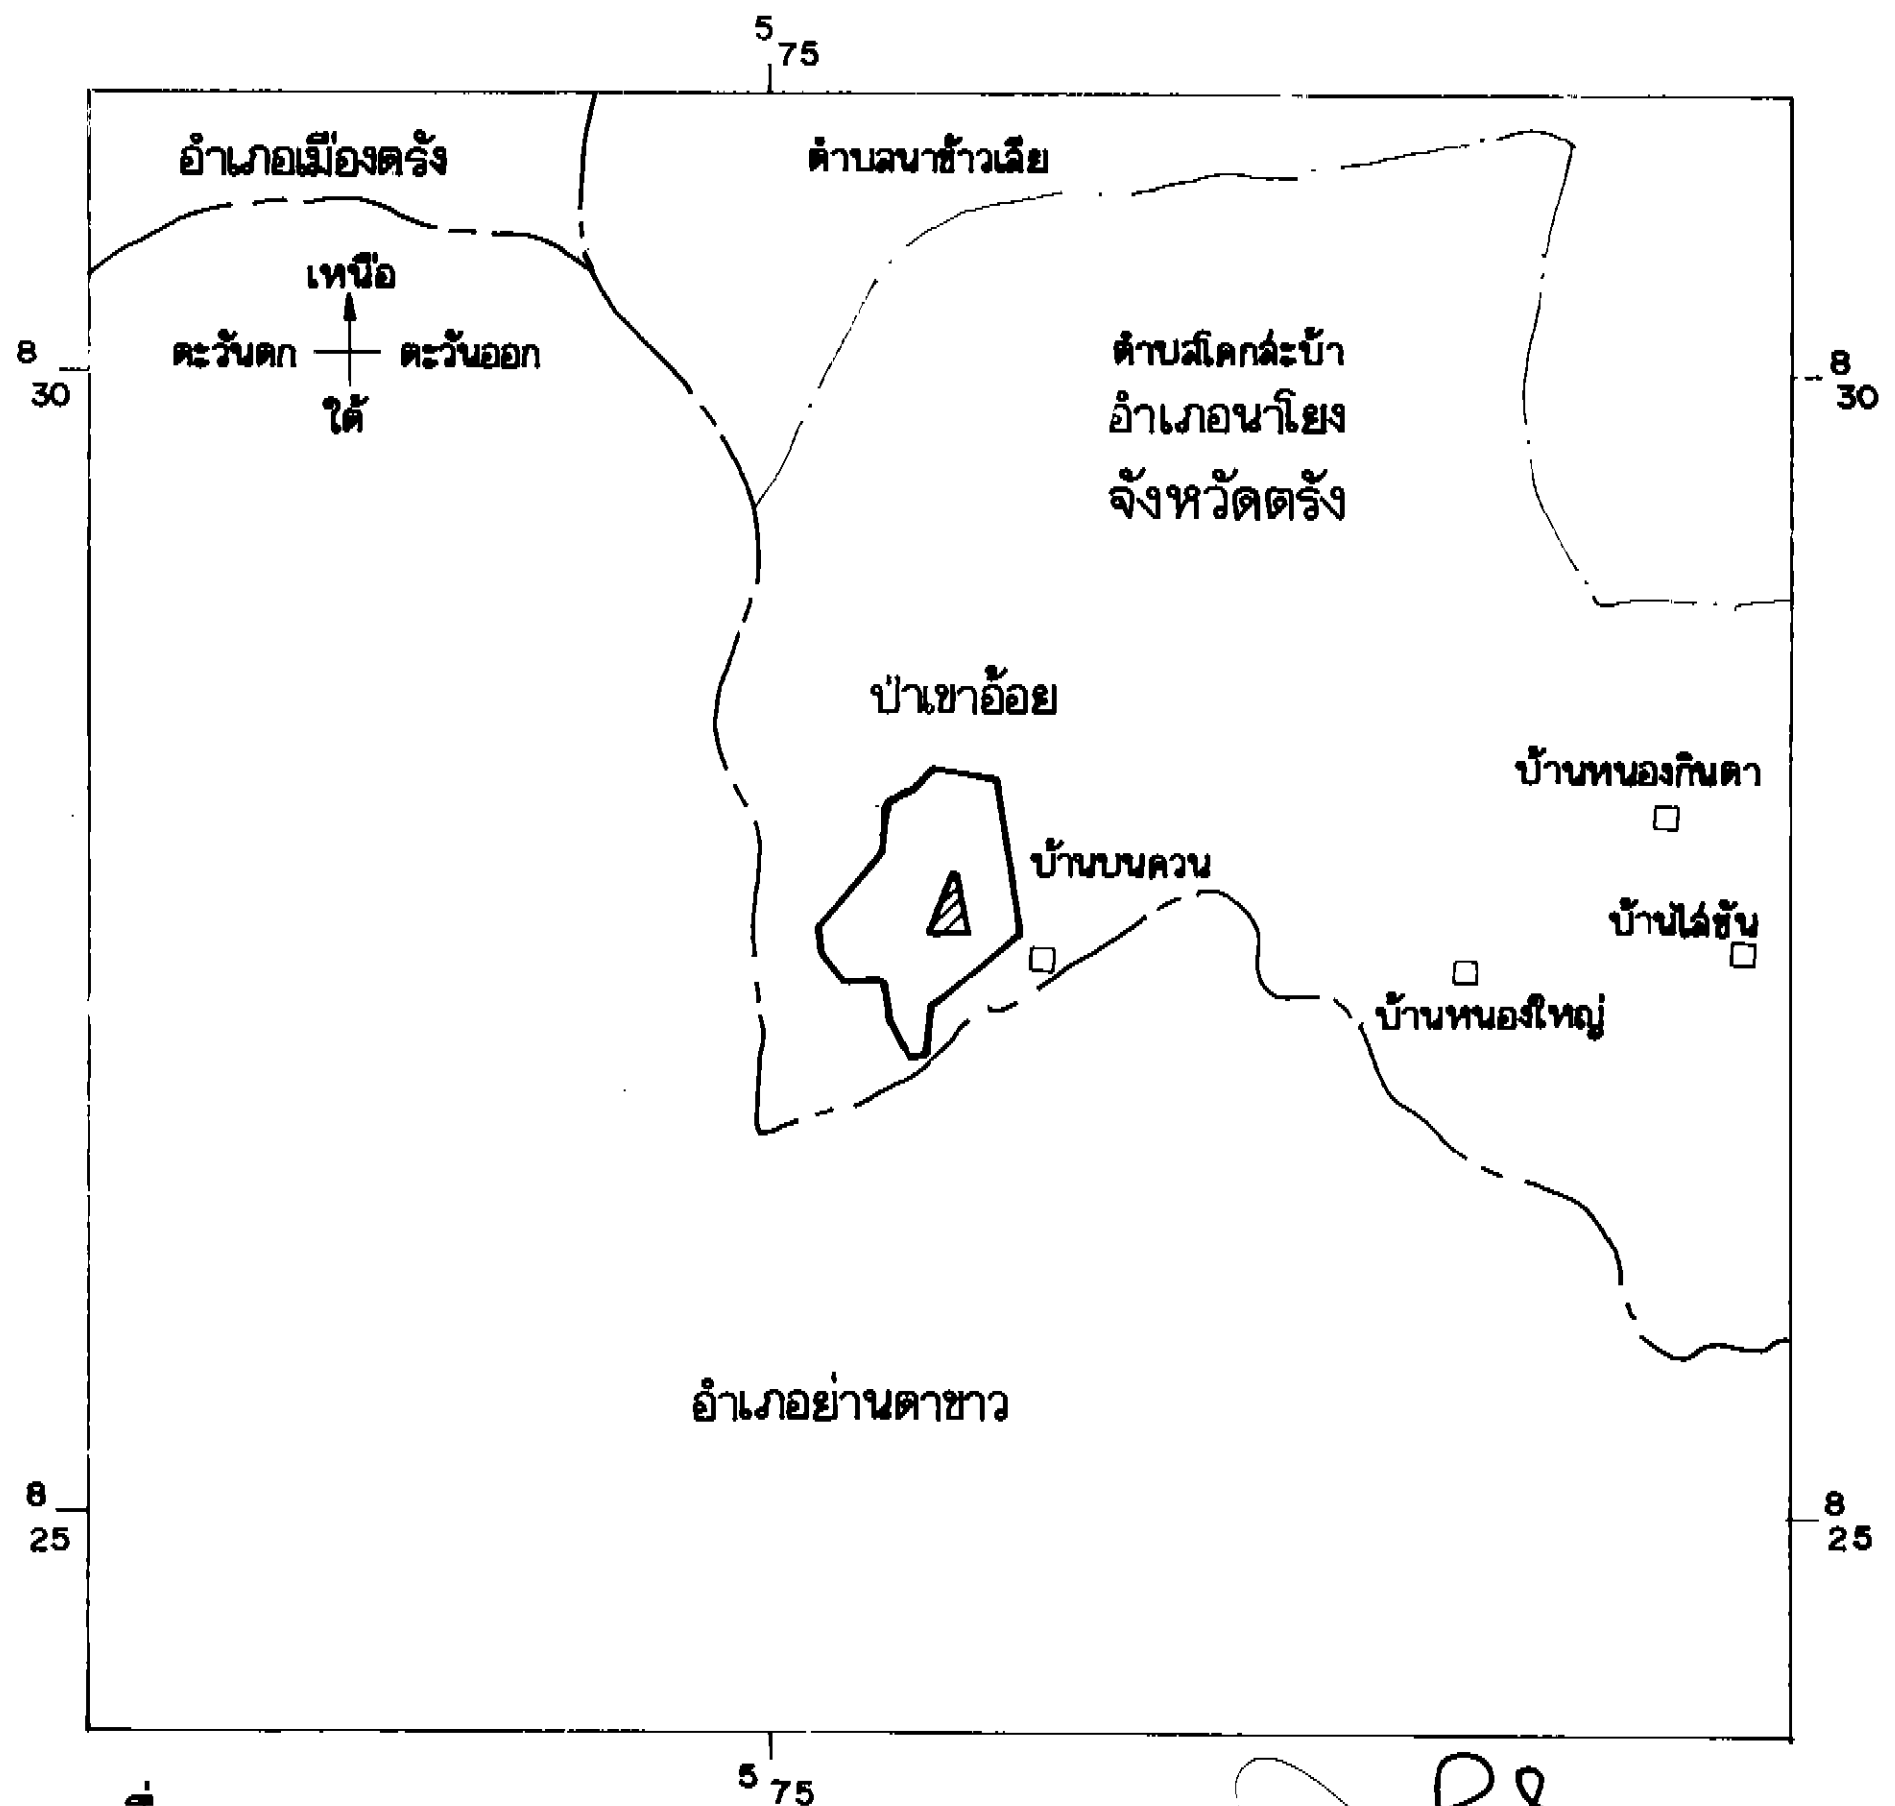 5
75
อำเภอเมืองตรัง
ตำบลนาข้าวเสีย
เหนือ
ตะวันตก
ตะวันออก
ใต้
8
30
8
30
ตำบลโคกสะบ้า
อำเภอนาโยง
จังหวัดตรัง
ป่าเขาอ้อย
บ้านหนองกินตา
บ้านบนควน
บ้านไสขัน
บ้านหนองใหญ่
อำเภอย่านตาขาว
8
25
8
25
5
75